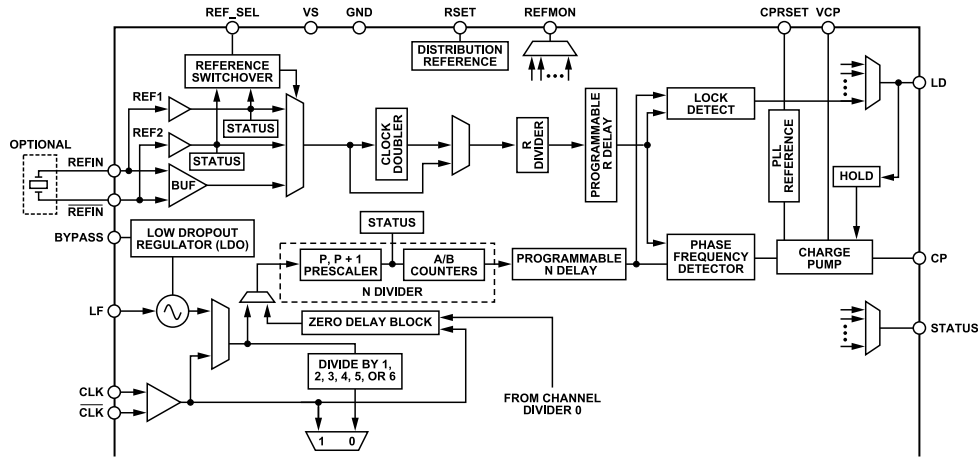 REF_SEL
VS
GND
RSET
REFMON
CPRSET
VCP
DISTRIBUTION
REFERENCE
REFERENCE
SWITCHOVER
REF1
REF2
STATUS
STATUS
BUF
OPTIONAL
REFIN
REFIN
CLOCK
DOUBLER
R
DIVIDER
PROGRAMMABLE
R DELAY
LOCK
DETECT
PLL
REFERENCE
LD
HOLD
BYPASS
LOW DROPOUT
REGULATOR (LDO)
STATUS
P, P + 1
PRESCALER
A/B
COUNTERS
N DIVIDER
PROGRAMMABLE
N DELAY
PHASE
FREQUENCY
DETECTOR
CHARGE
PUMP
CP
LF
ZERO DELAY BLOCK
STATUS
DIVIDE BY 1,
2, 3, 4, 5, OR 6
FROM CHANNEL
DIVIDER 0
CLK
CLK
1 0